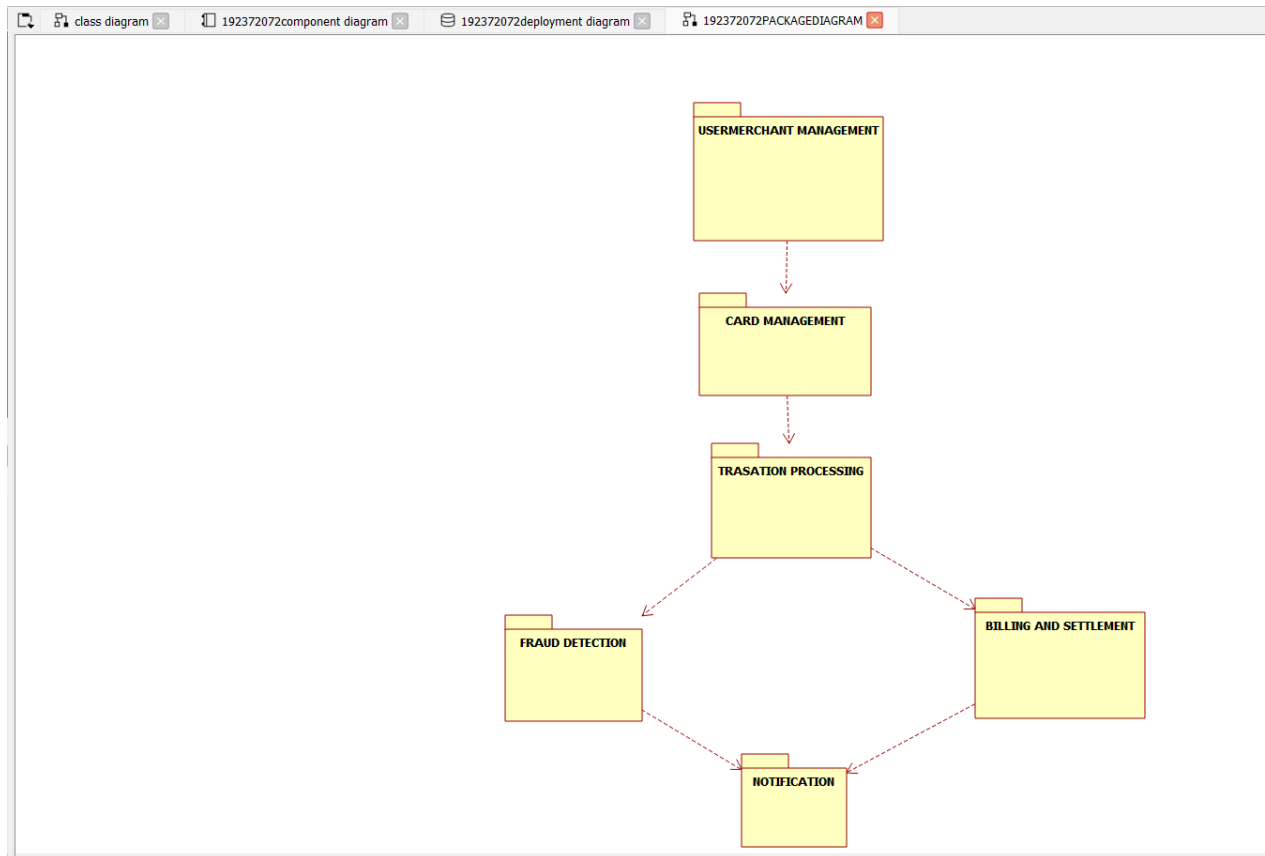 class diagram
192372072component diagram
192372072deployment diagram
192372072PACKAGEDIAGRAM
USERMERCHANT MANAGEMENT
CARD MANAGEMENT
TRASATION PROCESSING
FRAUD DETECTION
BILLING AND SETTLEMENT
NOTIFICATION